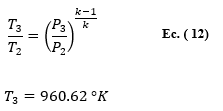 T₃/T₂ = (P₃/P₂)^((k−1)/k) Ec. ( 12)
T₃ = 960.62 °K